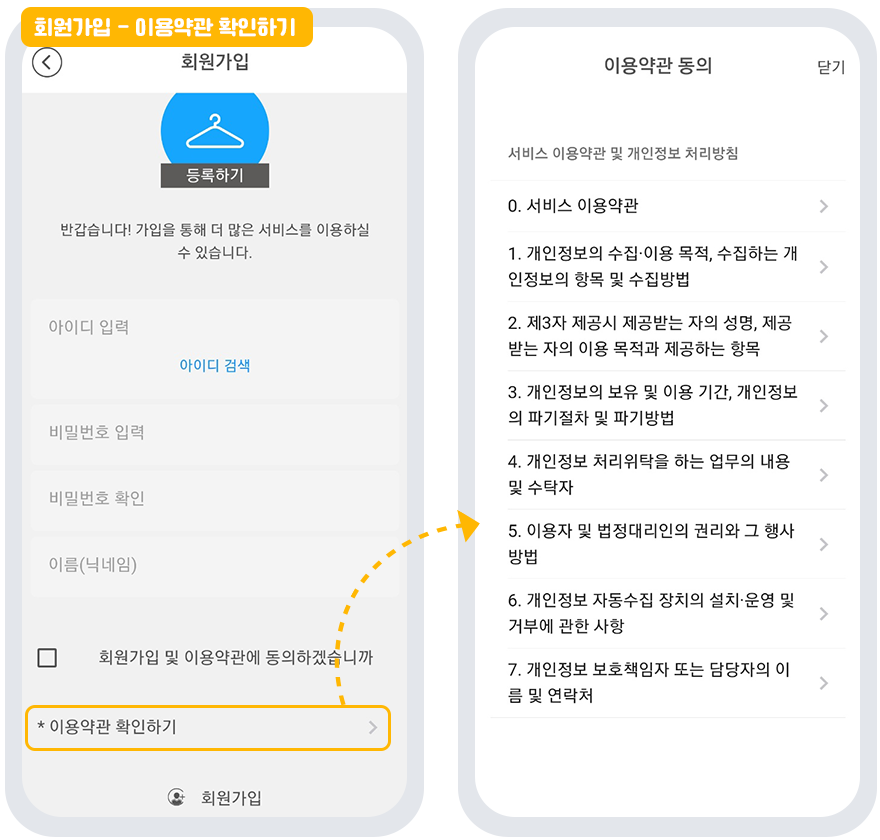 회원가입 - 이용약관 확인하기
회원가입
등록하기
반갑습니다! 가입을 통해 더 많은 서비스를 이용하실
수 있습니다.
아이디 입력
아이디 검색
비밀번호 입력
비밀번호 확인
이름(닉네임)
회원가입 및 이용약관에 동의하겠습니까
* 이용약관 확인하기
회원가입
이용약관 동의
닫기
서비스 이용약관 및 개인정보 처리방침
0. 서비스 이용약관
1. 개인정보의 수집·이용 목적, 수집하는 개
인정보의 항목 및 수집방법
2. 제3자 제공시 제공받는 자의 성명, 제공
받는 자의 이용 목적과 제공하는 항목
3. 개인정보의 보유 및 이용 기간, 개인정보
의 파기절차 및 파기방법
4. 개인정보 처리위탁을 하는 업무의 내용
및 수탁자
5. 이용자 및 법정대리인의 권리와 그 행사
방법
6. 개인정보 자동수집 장치의 설치·운영 및
거부에 관한 사항
7. 개인정보 보호책임자 또는 담당자의 이
름 및 연락처